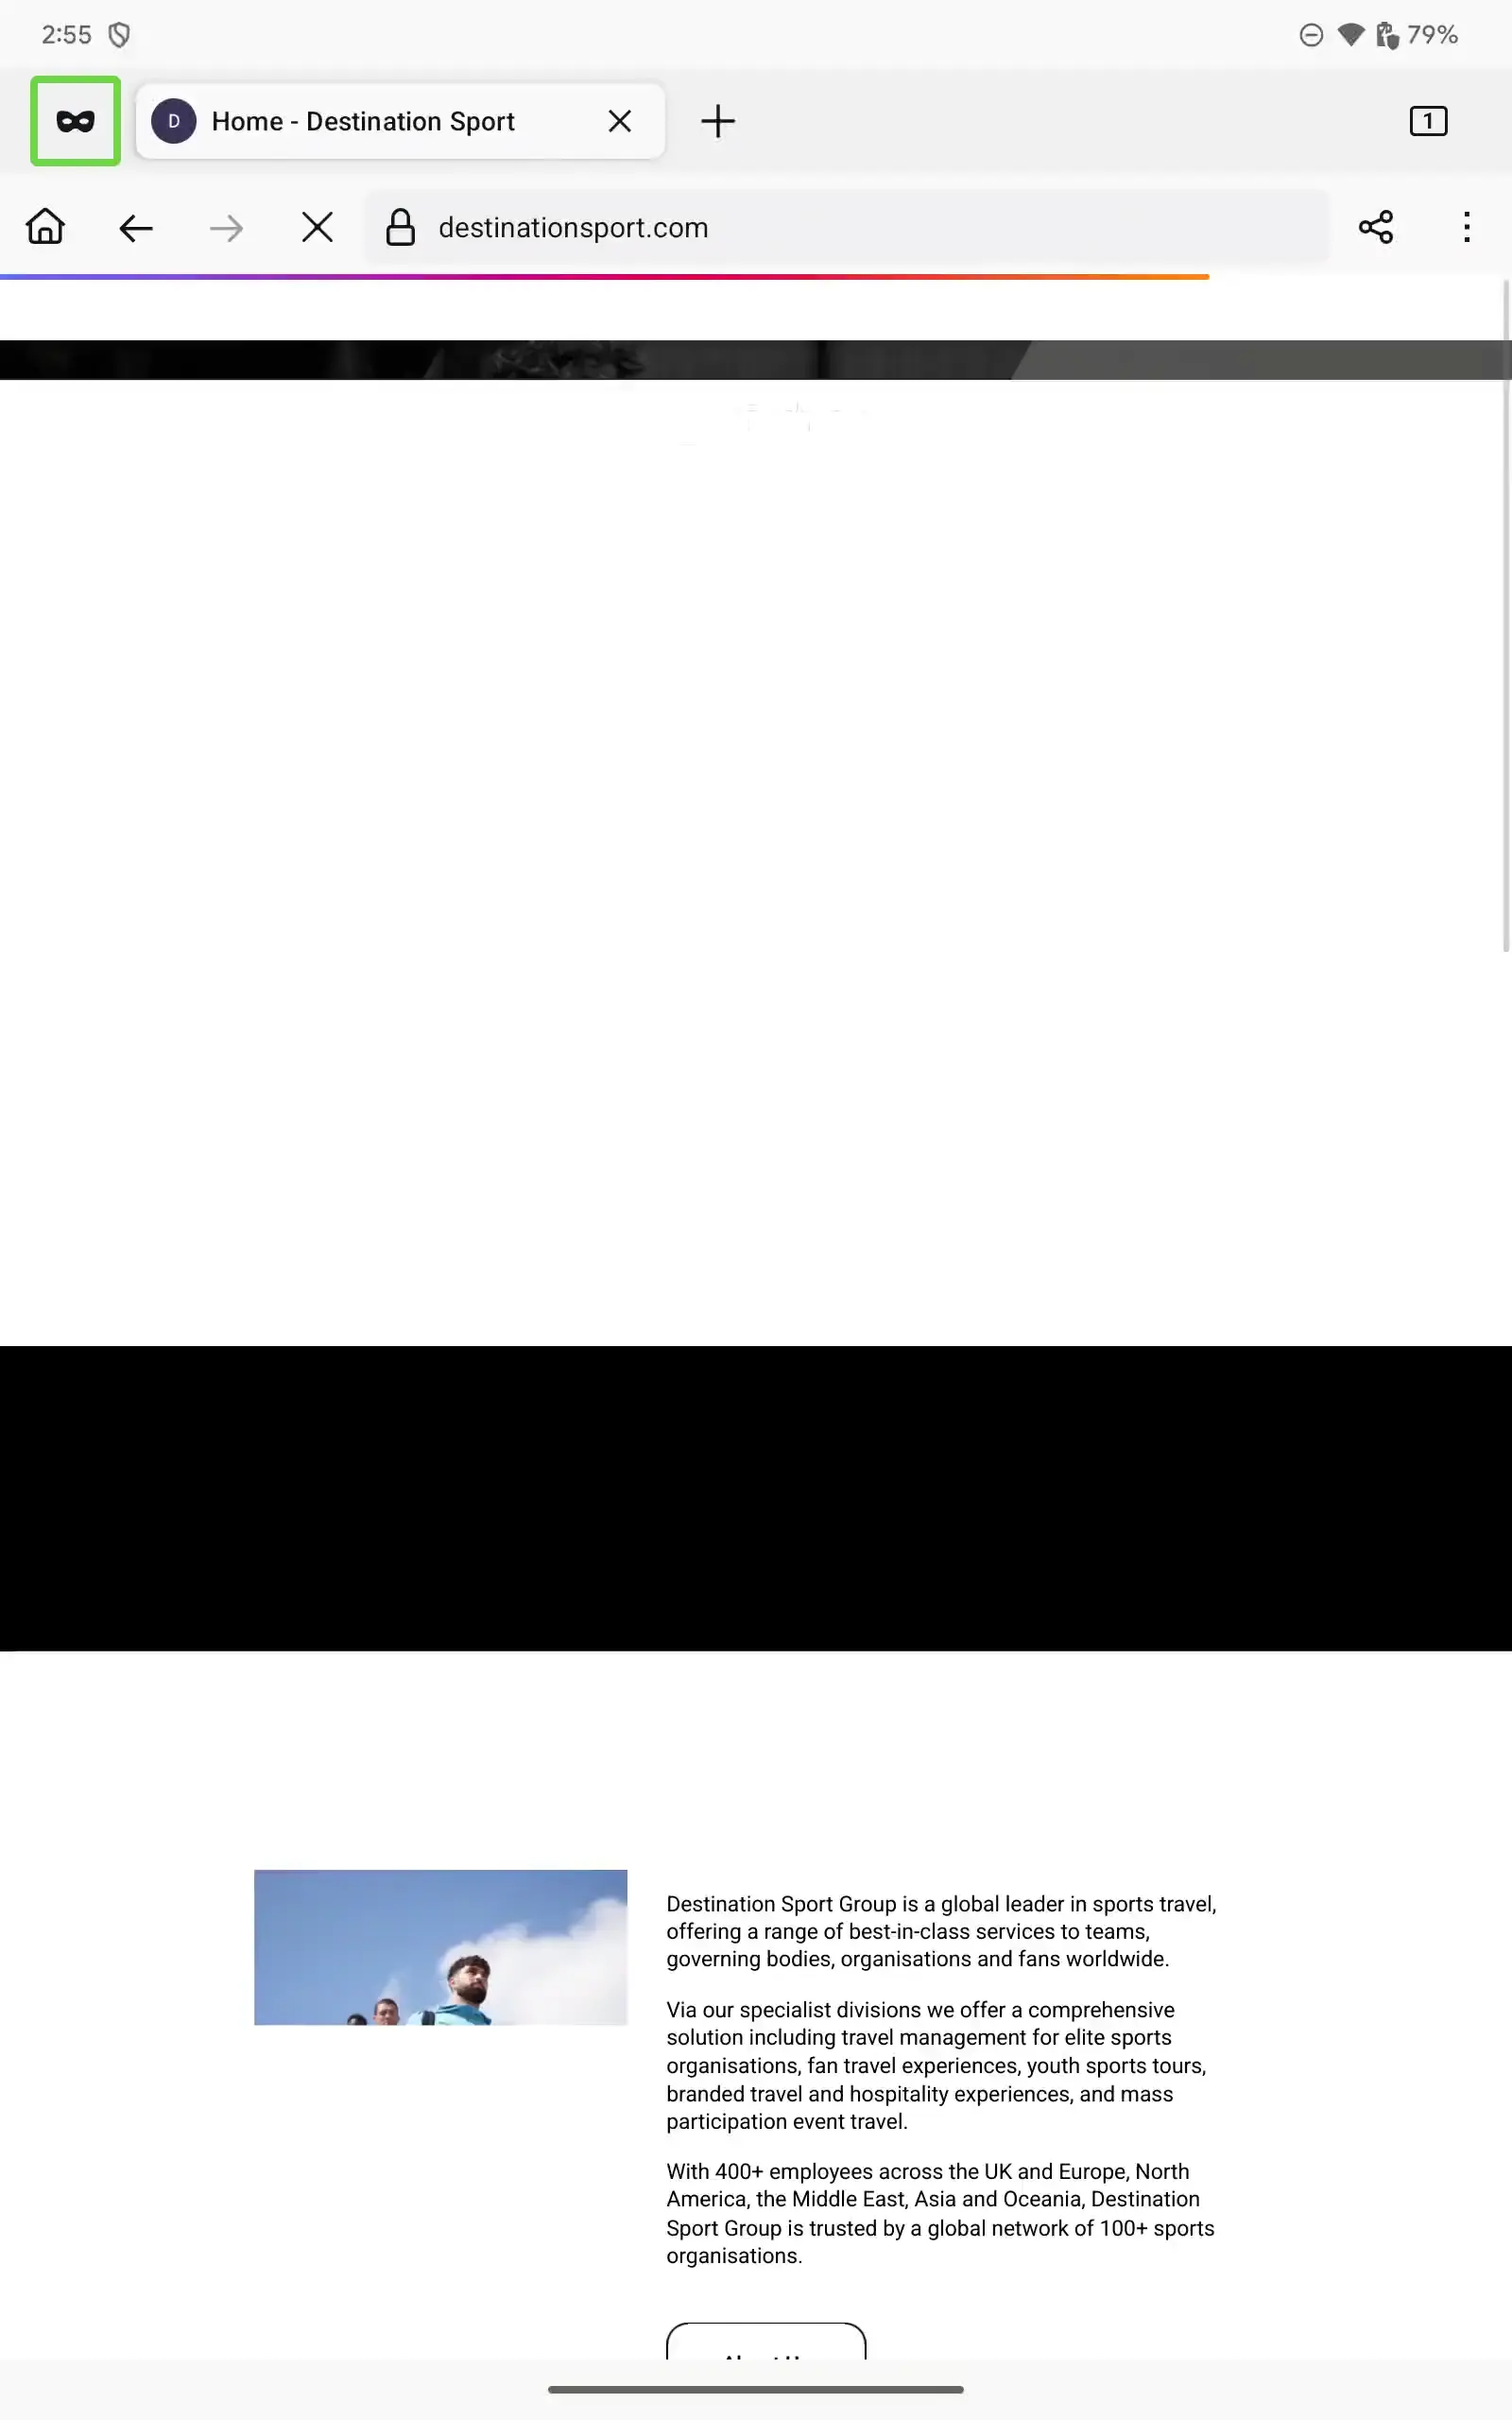 2:55
79%
D
Home - Destination Sport
1
destinationsport.com
Destination Sport Group is a global leader in sports travel,
offering a range of best-in-class services to teams,
governing bodies, organisations and fans worldwide.
Via our specialist divisions we offer a comprehensive
solution including travel management for elite sports
organisations, fan travel experiences, youth sports tours,
branded travel and hospitality experiences, and mass
participation event travel.
With 400+ employees across the UK and Europe, North
America, the Middle East, Asia and Oceania, Destination
Sport Group is trusted by a global network of 100+ sports
organisations.